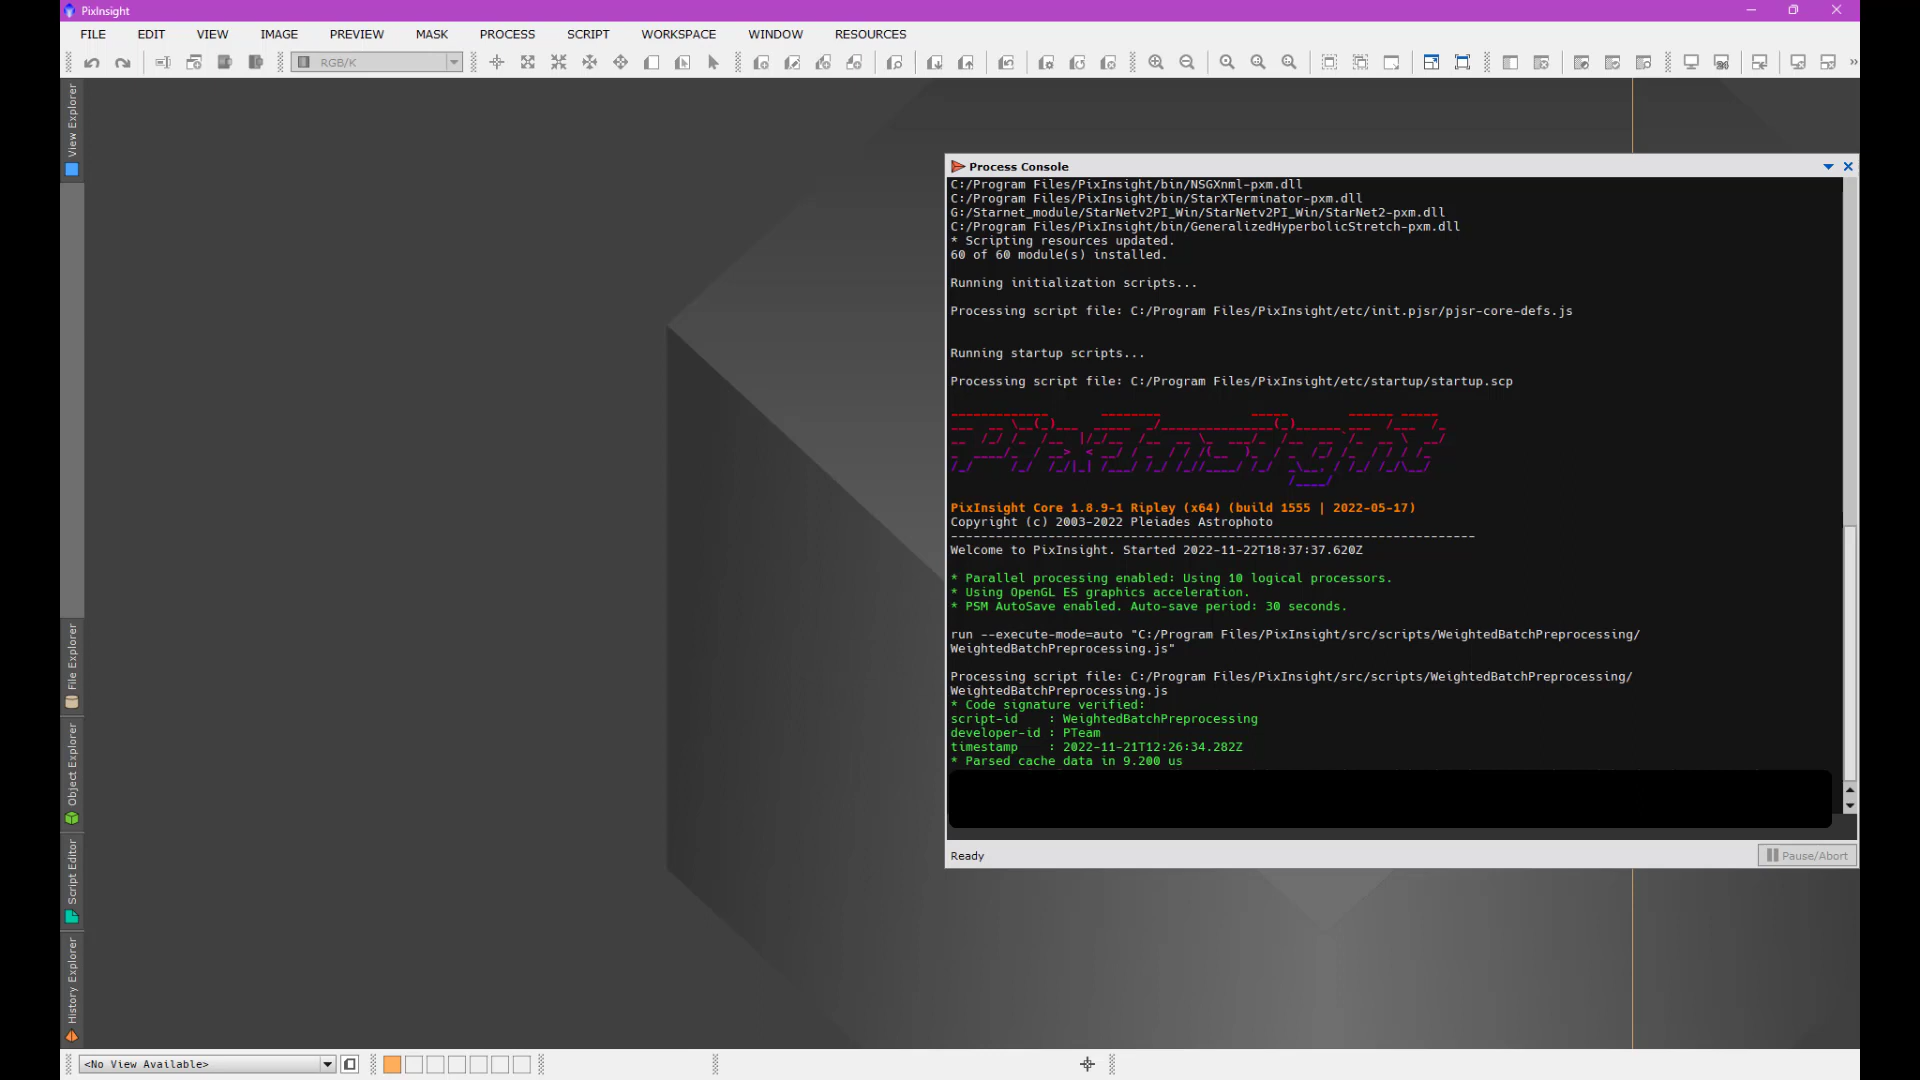 PixInsight
FILE EDIT VIEW IMAGE PREVIEW MASK PROCESS SCRIPT WORKSPACE WINDOW RESOURCES
RGB/K
View Explorer
File Explorer
Object Explorer
Script Editor
History Explorer
Process Console
C:/Program Files/PixInsight/bin/NSGXnml-pxm.dll
C:/Program Files/PixInsight/bin/StarXTerminator-pxm.dll
G:/Starnet_module/StarNetv2PI_Win/StarNetv2PI_Win/StarNet2-pxm.dll
C:/Program Files/PixInsight/bin/GeneralizedHyperbolicStretch-pxm.dll
* Scripting resources updated.
60 of 60 module(s) installed.
Running initialization scripts...
Processing script file: C:/Program Files/PixInsight/etc/init.pjsr/pjsr-core-defs.js
Running startup scripts...
Processing script file: C:/Program Files/PixInsight/etc/startup/startup.scp
PixInsight
PixInsight Core 1.8.9-1 Ripley (x64) (build 1555 | 2022-05-17)
Copyright (c) 2003-2022 Pleiades Astrophoto
----------------------------------------------------------------------
Welcome to PixInsight. Started 2022-11-22T18:37:37.620Z
* Parallel processing enabled: Using 10 logical processors.
* Using OpenGL ES graphics acceleration.
* PSM AutoSave enabled. Auto-save period: 30 seconds.
run --execute-mode=auto "C:/Program Files/PixInsight/src/scripts/WeightedBatchPreprocessing/
WeightedBatchPreprocessing.js"
Processing script file: C:/Program Files/PixInsight/src/scripts/WeightedBatchPreprocessing/
WeightedBatchPreprocessing.js
* Code signature verified:
script-id    : WeightedBatchPreprocessing
developer-id : PTeam
timestamp    : 2022-11-21T12:26:34.282Z
* Parsed cache data in 9.200 us
Ready
Pause/Abort
<No View Available>